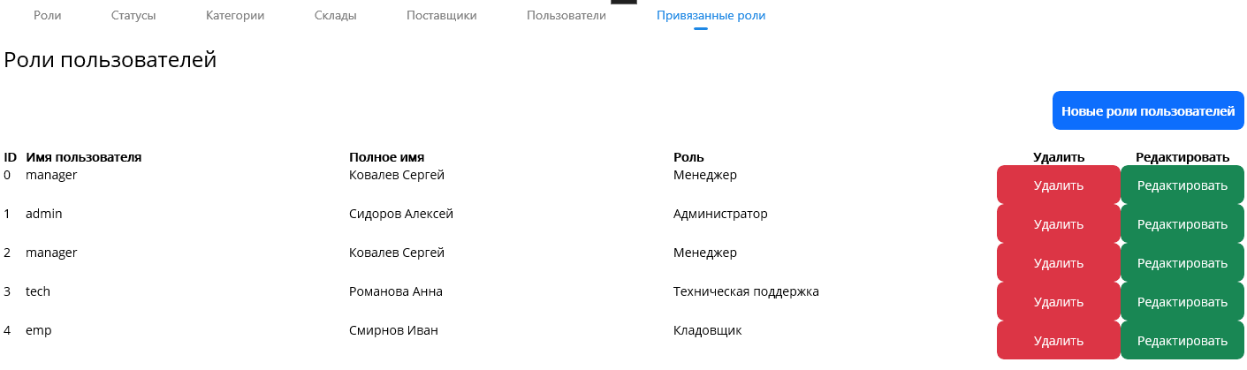 Роли Статусы Категории Склады Поставщики Пользователи Привязанные роли
Роли пользователей
Новые роли пользователей
ID Имя пользователя Полное имя Роль Удалить Редактировать
0 manager Ковалев Сергей Менеджер Удалить Редактировать
1 admin Сидоров Алексей Администратор Удалить Редактировать
2 manager Ковалев Сергей Менеджер Удалить Редактировать
3 tech Романова Анна Техническая поддержка Удалить Редактировать
4 emp Смирнов Иван Кладовщик Удалить Редактировать